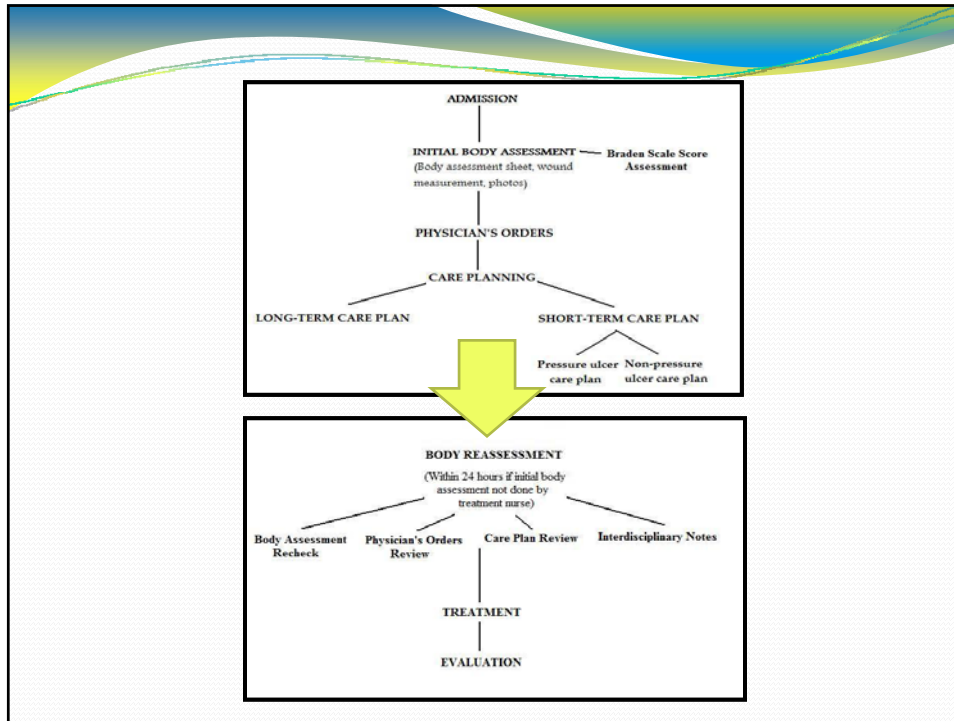 ADMISSION
INITIAL BODY ASSESSMENT
(Body assessment sheet, wound
measurement, photos)
Braden Scale Score
Assessment
PHYSICIAN'S ORDERS
CARE PLANNING
LONG-TERM CARE PLAN
SHORT-TERM CARE PLAN
Pressure ulcer
care plan
Non-pressure
ulcer care plan
BODY REASSESSMENT
(Within 24 hours if initial body
assessment not done by
treatment nurse)
Body Assessment
Recheck
Physician's Orders
Review
Care Plan Review
Interdisciplinary Notes
TREATMENT
EVALUATION